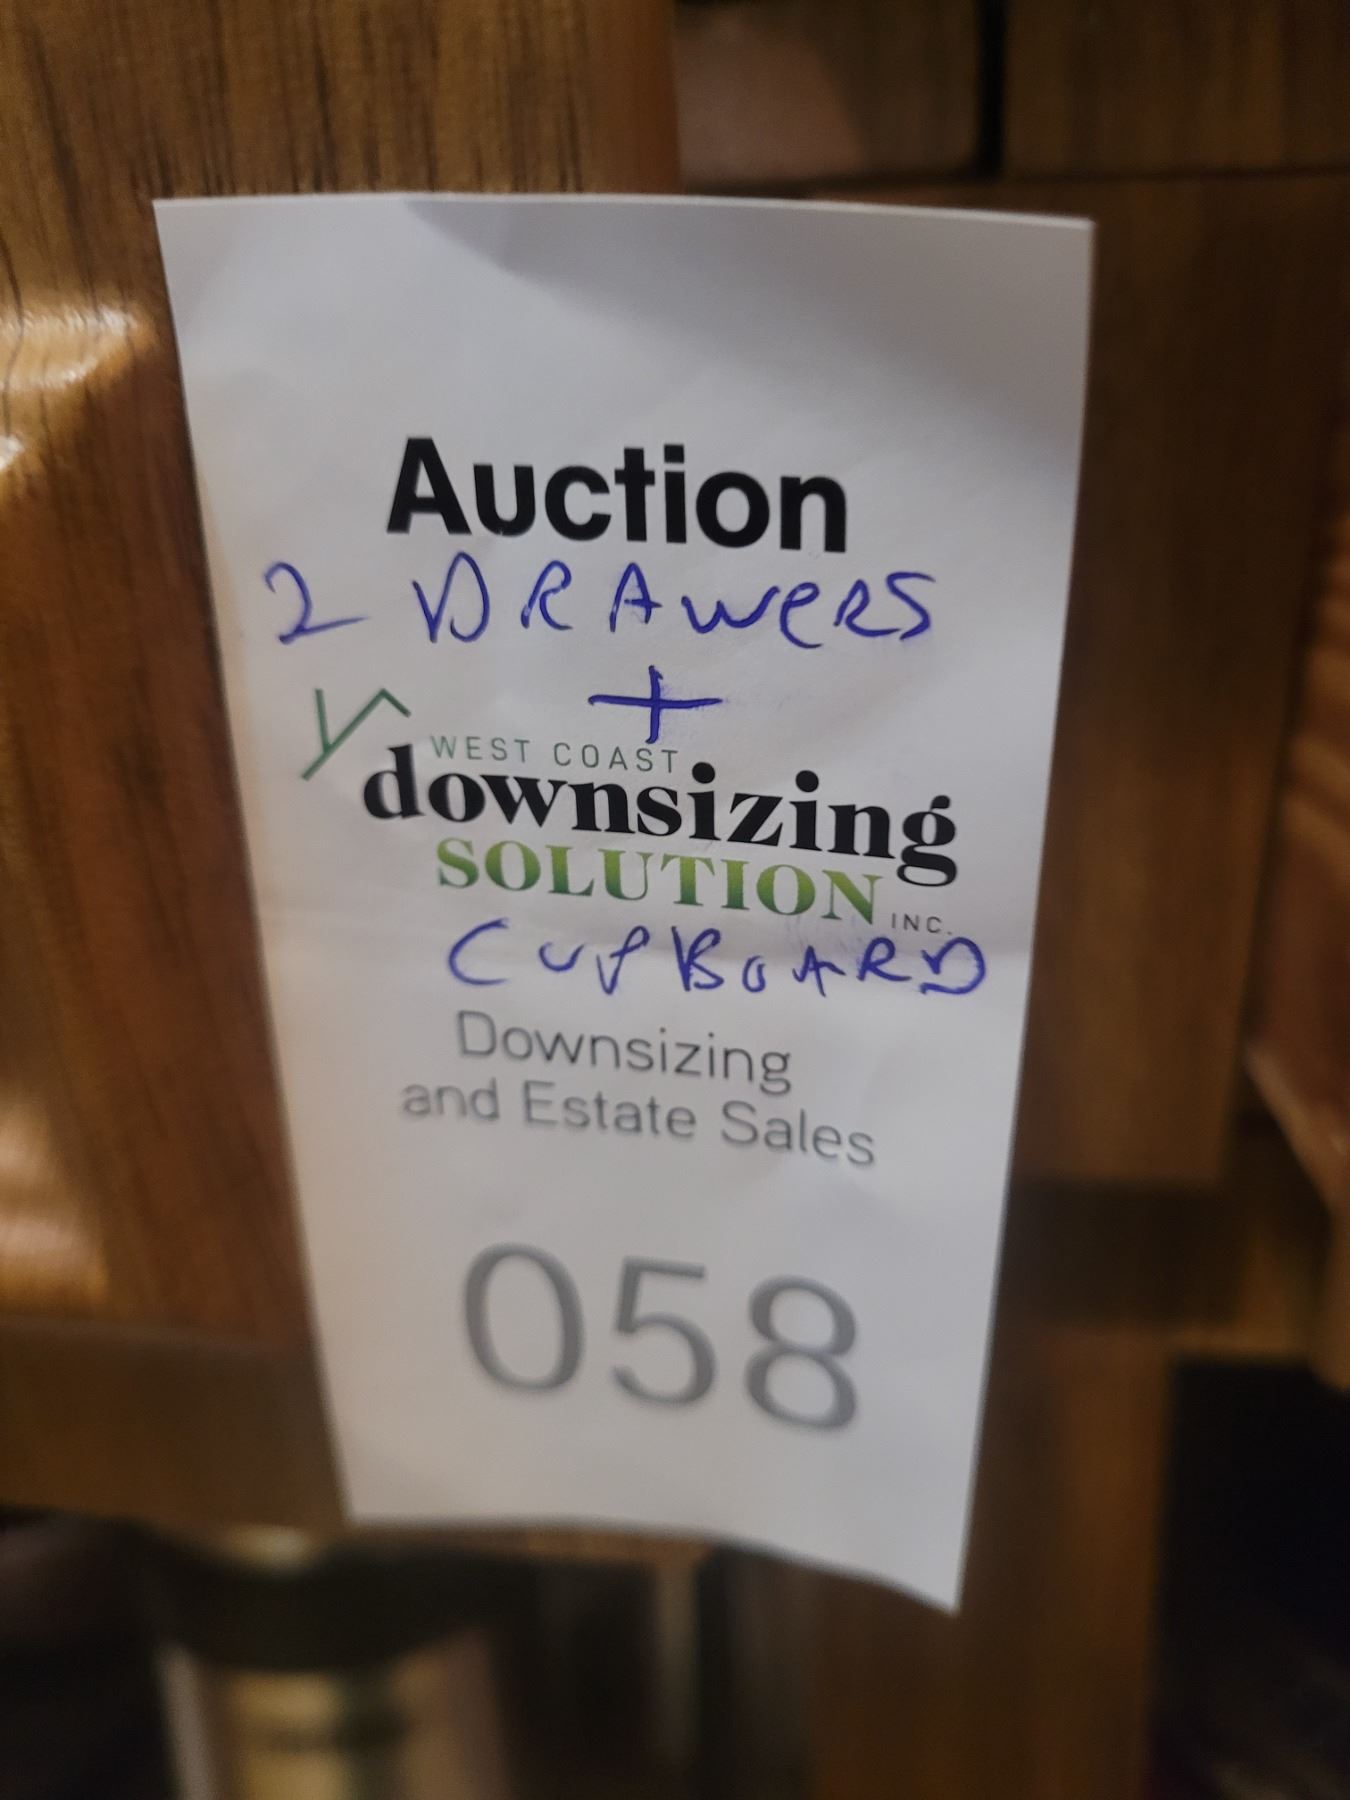 Auction
2 DRAWERS
+
WEST COAST
downsizing
SOLUTION INC.
CUPBOARD
Downsizing
and Estate Sales
058